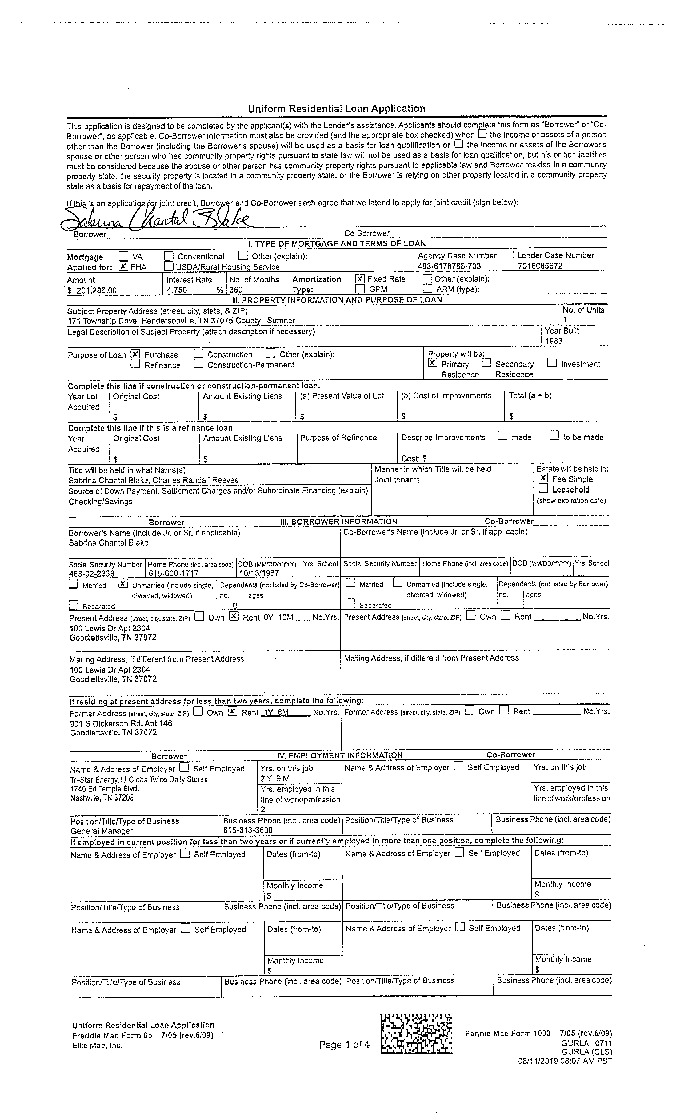 Uniform Residential Loan Application
This application is designed to be completed by the applicant(s) with the Lender's assistance. Applicants should complete this form as "Borrower" or "Co-
Borrower", as applicable. Co-Borrower information must also be provided (and the appropriate box checked) when the income or assets of a person
other than the Borrower (including the Borrower's spouse) will be used as a basis for loan qualification or the income or assets of the Borrower's
spouse or other person who has community property rights pursuant to state law will not be used as a basis for loan qualification, but his or her liabilities
must be considered because the spouse or other person has community property rights pursuant to applicable law and Borrower resides in a community
property state, the security property is located in a community property state, or the Borrower is relying on other property located in a community property
state as a basis for repayment of the loan.
If this is an application for joint credit, Borrower and Co-Borrower each agree that we intend to apply for joint credit (sign below):
Sabrina Chantal Blake
Borrower Co-Borrower
I. TYPE OF MORTGAGE AND TERMS OF LOAN
Mortgage VA Conventional Other (explain): Agency Case Number Lender Case Number
Applied for: X FHA USDA/Rural Housing Service
Amount Interest Rate No. of Months Amortization X Fixed Rate Other (explain):
$ % 360 Type: GPM ARM (type):
II. PROPERTY INFORMATION AND PURPOSE OF LOAN
Subject Property Address (street, city, state, & ZIP) No. of Units
171 Township Drive, Hendersonville, TN 37075 County: Sumner 1
Legal Description of Subject Property (attach description if necessary) Year Built
1983
Purpose of Loan X Purchase Construction Other (explain): Property will be:
Refinance Construction-Permanent X Primary Residence Secondary Residence Investment
Complete this line if construction or construction-permanent loan.
Year Lot Acquired Original Cost Amount Existing Liens (a) Present Value of Lot (b) Cost of Improvements Total (a + b)
$ $ $ $ $
Complete this line if this is a refinance loan
Year Acquired Original Cost Amount Existing Liens Purpose of Refinance Describe Improvements made to be made
$ $ Cost: $
Title will be held in what Name(s) Manner in which Title will be held Estate will be held in:
Sabrina Chantal Blake, Charles Reeves Joint tenants X Fee Simple
Source of Down Payment, Settlement Charges and/or Subordinate Financing (explain) Leasehold
Checking/Savings (show expiration date)
Borrower III. BORROWER INFORMATION Co-Borrower
Borrower's Name (include Jr. or Sr. if applicable) Co-Borrower's Name (include Jr. or Sr. if applicable)
Sabrina Chantal Blake
Social Security Number Home Phone (incl. area code) DOB (MM/DD/YYYY) Yrs. School Social Security Number Home Phone (incl. area code) DOB (MM/DD/YYYY) Yrs. School
Married X Unmarried (include single, divorced, widowed) Dependents (not listed by Co-Borrower) Married Unmarried (include single, divorced, widowed) Dependents (not listed by Borrower)
Separated no. ages Separated no. ages
Present Address (street, city, state, ZIP) Own X Rent 0Y 10M No. Yrs. Present Address (street, city, state, ZIP) Own Rent No. Yrs.
100 Lewis Dr Apt 2304
Goodlettsville, TN 37072
Mailing Address, if different from Present Address Mailing Address, if different from Present Address
100 Lewis Dr Apt 2304
Goodlettsville, TN 37072
If residing at present address for less than two years, complete the following:
Former Address (street, city, state, ZIP) Own X Rent 1Y 6M No. Yrs. Former Address (street, city, state, ZIP) Own Rent No. Yrs.
901 S Dickerson Rd. Apt 146
Goodlettsville, TN 37072
Borrower IV. EMPLOYMENT INFORMATION Co-Borrower
Name & Address of Employer Self Employed Yrs. on this job Name & Address of Employer Self Employed Yrs. on this job
Tri-Star Energy, Twice Daily Stores
1740 Ed Temple Blvd. Yrs. employed in this line of work/profession Yrs. employed in this line of work/profession
Nashville, TN 37208 2
Position/Title/Type of Business Business Phone (incl. area code) Position/Title/Type of Business Business Phone (incl. area code)
General Manager 615-313-3600
If employed in current position for less than two years or if currently employed in more than one position, complete the following:
Name & Address of Employer Self Employed Dates (from-to) Name & Address of Employer Self Employed Dates (from-to)
Monthly Income Monthly Income
$ $
Position/Title/Type of Business Business Phone (incl. area code) Position/Title/Type of Business Business Phone (incl. area code)
Name & Address of Employer Self Employed Dates (from-to) Name & Address of Employer Self Employed Dates (from-to)
Monthly Income Monthly Income
$ $
Position/Title/Type of Business Business Phone (incl. area code) Position/Title/Type of Business Business Phone (incl. area code)
Uniform Residential Loan Application
Freddie Mac Form 65 7/05 (rev.6/09) Page 1 of 4 Fannie Mae Form 1003 7/05 (rev.6/09)
Ellie Mae, Inc. GURLA 0711
GURLA (CLS)
08:07 AM PST